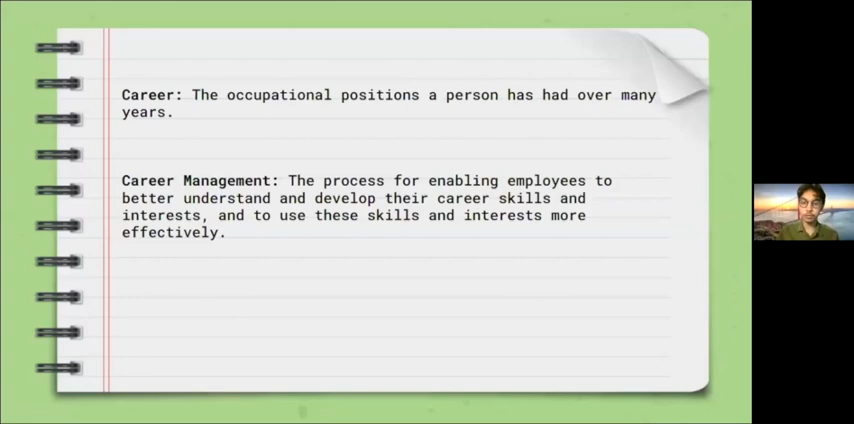 Career: The occupational positions a person has had over many
years.
Career Management: The process for enabling employees to
better understand and develop their career skills and
interests, and to use these skills and interests more
effectively.